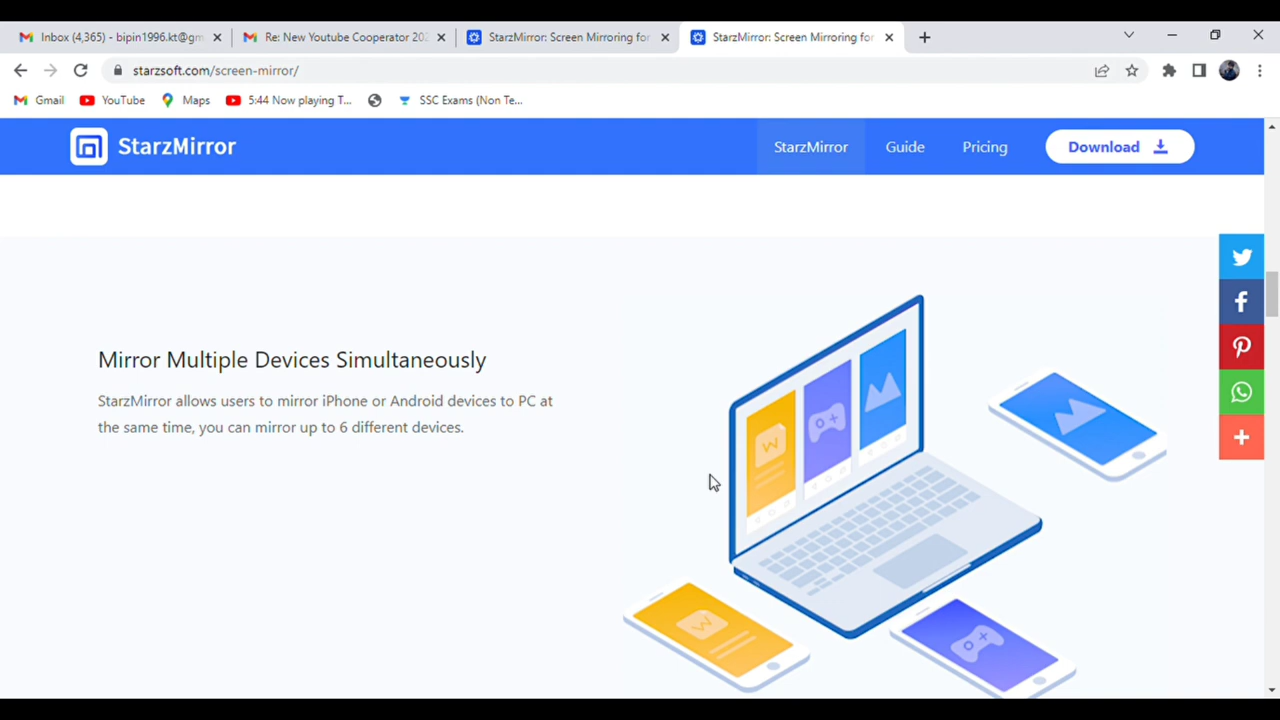 Inbox (4,365) - bipin1996.kt@gm
Re: New Youtube Cooperator 202
StarzMirror: Screen Mirroring for
StarzMirror: Screen Mirroring for
starzsoft.com/screen-mirror/
Gmail
YouTube
Maps
5:44 Now playing T...
SSC Exams (Non Te...
StarzMirror
StarzMirror
Guide
Pricing
Download
Mirror Multiple Devices Simultaneously
StarzMirror allows users to mirror iPhone or Android devices to PC at
the same time, you can mirror up to 6 different devices.
W
W